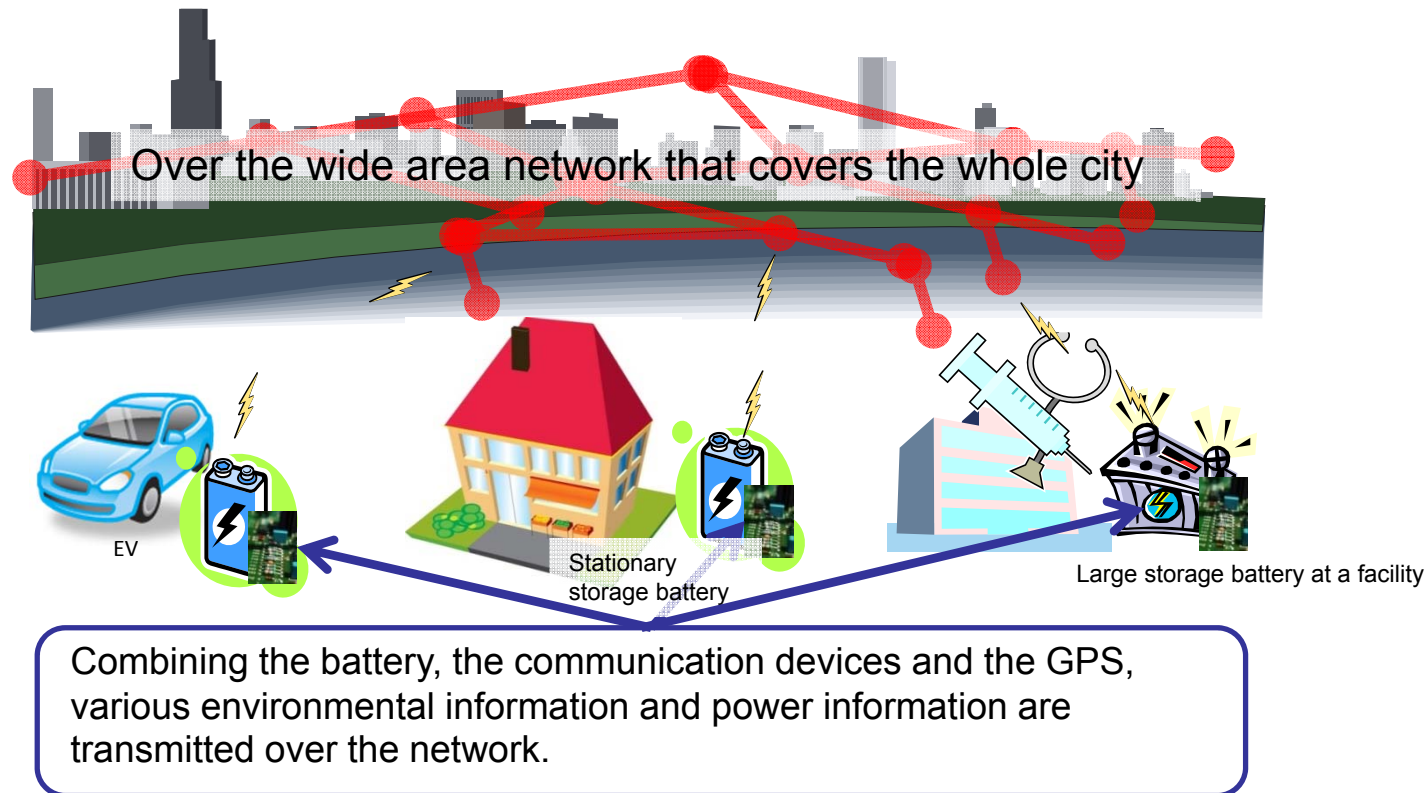 Over the wide area network that covers the whole city
EV
Stationary
storage battery
Large storage battery at a facility
Combining the battery, the communication devices and the GPS,
various environmental information and power information are
transmitted over the network.